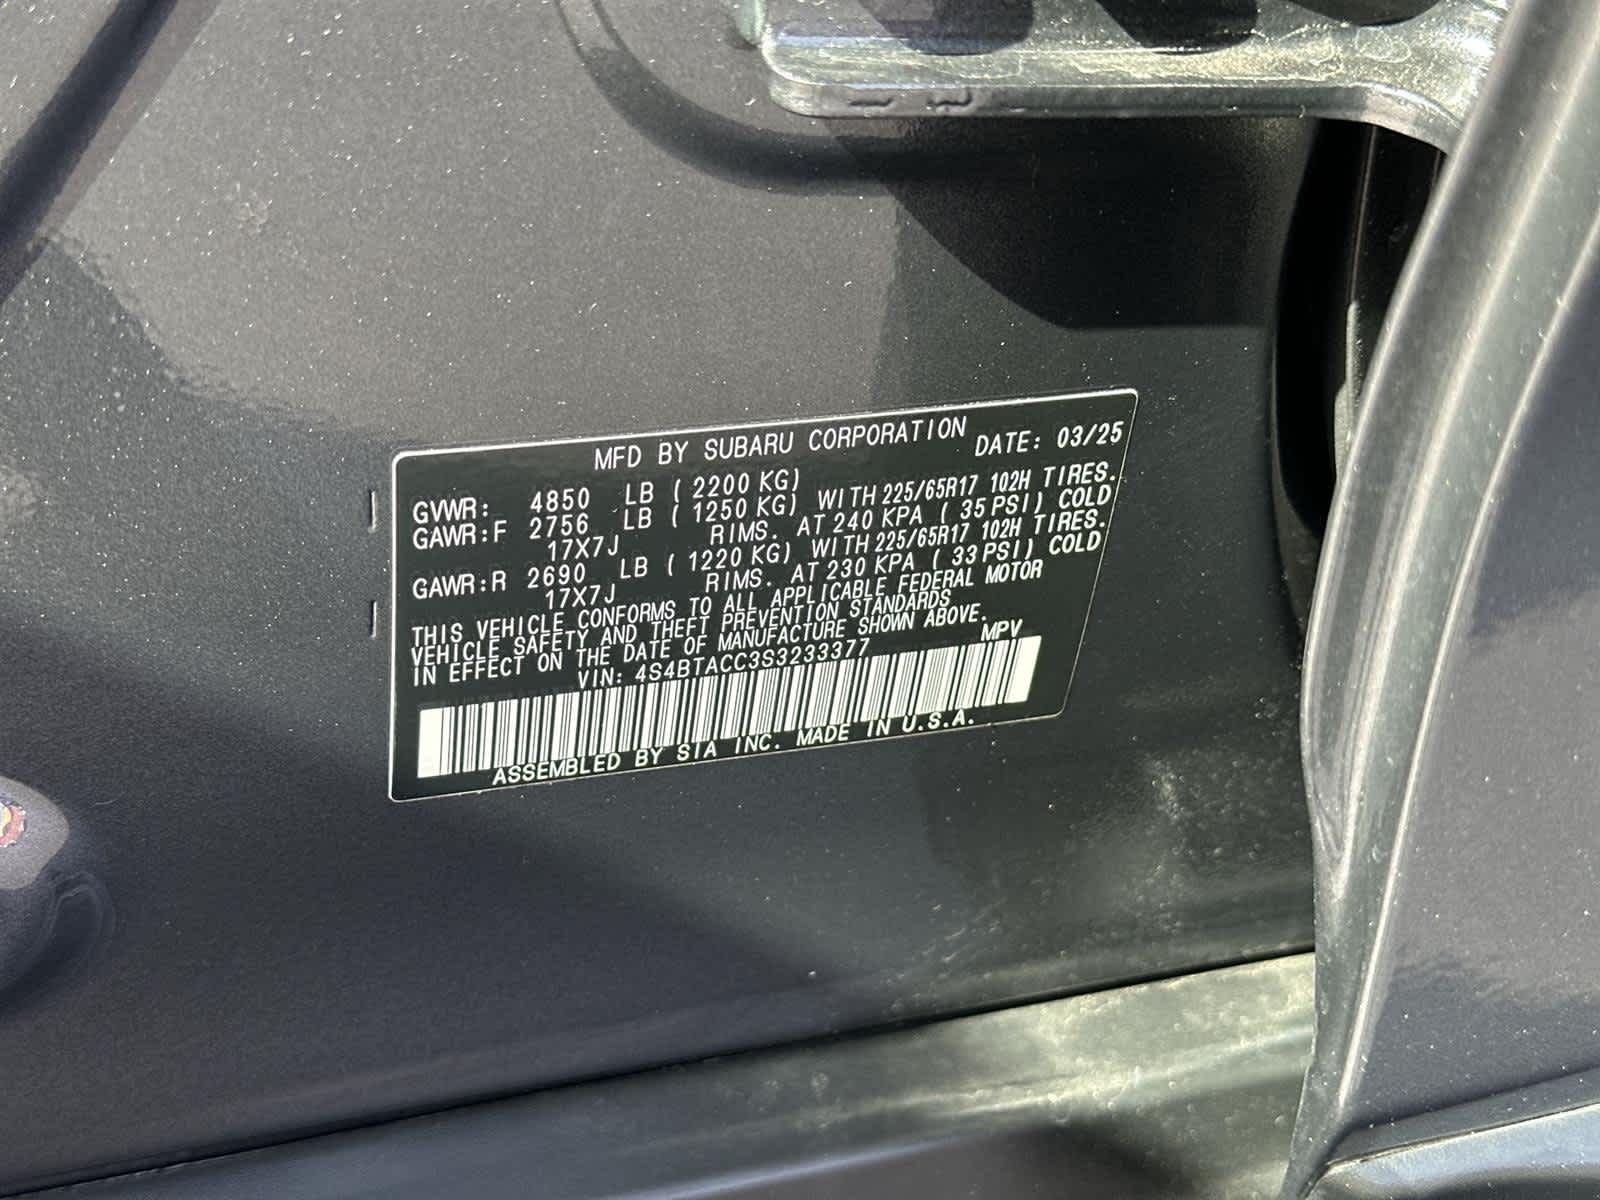 MFD BY SUBARU CORPORATION DATE: 03/25
GVWR: 4850 LB ( 2200 KG)
GAWR:F 2756 LB ( 1250 KG) WITH 225/65R17 102H TIRES.
17X7J RIMS. AT 240 KPA ( 35 PSI) COLD
GAWR:R 2690 LB ( 1220 KG) WITH 225/65R17 102H TIRES.
17X7J RIMS. AT 230 KPA ( 33 PSI) COLD
THIS VEHICLE CONFORMS TO ALL APPLICABLE FEDERAL MOTOR
VEHICLE SAFETY AND THEFT PREVENTION STANDARDS
IN EFFECT ON THE DATE OF MANUFACTURE SHOWN ABOVE.
VIN: 4S4BTACC3S3233377 MPV
ASSEMBLED BY SIA INC. MADE IN U.S.A.